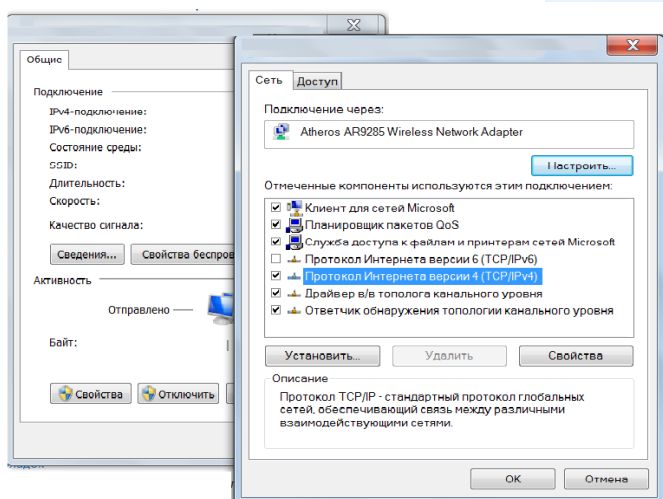 Общие
Подключение
IPv4-подключение:
IPv6-подключение:
Состояние среды:
SSID:
Длительность:
Скорость:
Качество сигнала:
Сведения...
Свойства беспров
Активность
Отправлено
Байт:
Свойства
Отключить
Сеть
Доступ
Подключение через:
Atheros AR9285 Wireless Network Adapter
Настроить...
Отмеченные компоненты используются этим подключением:
Клиент для сетей Microsoft
Планировщик пакетов QoS
Служба доступа к файлам и принтерам сетей Microsoft
Протокол Интернета версии 6 (TCP/IPv6)
Протокол Интернета версии 4 (TCP/IPv4)
Драйвер в/в тополога канального уровня
Ответчик обнаружения топологии канального уровня
Установить...
Удалить
Свойства
Описание
Протокол TCP/IP - стандартный протокол глобальных
сетей, обеспечивающий связь между различными
взаимодействующими сетями.
OK
Отмена